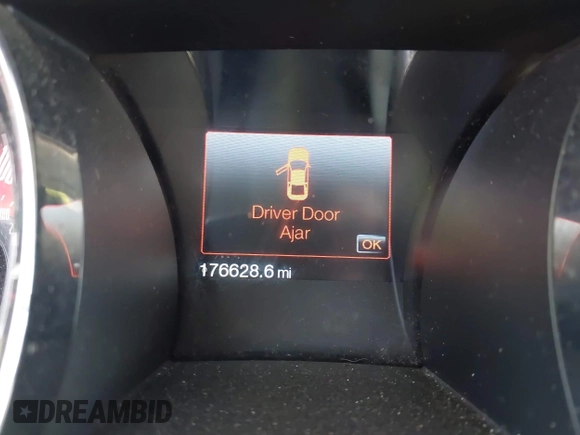 Driver Door
Ajar
OK
176628.6 mi
DREAMBID